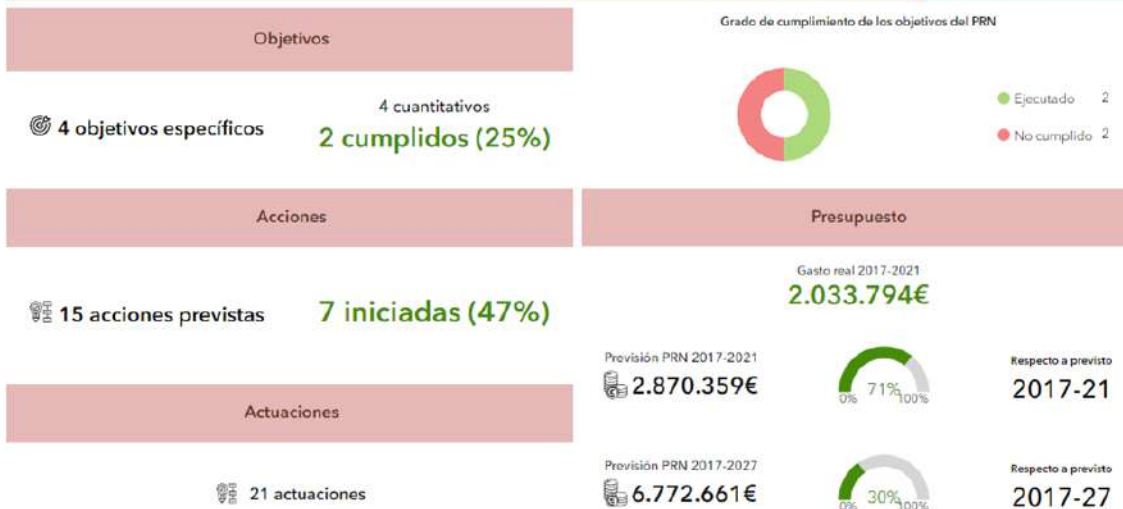 Objetivos
4 objetivos específicos
4 cuantitativos
2 cumplidos (25%)
Grado de cumplimiento de los objetivos del PRN
Ejecutado 2
No cumplido 2
Acciones
15 acciones previstas
7 iniciadas (47%)
Presupuesto
Gasto real 2017-2021
2.033.794€
Previsión PRN 2017-2021
2.870.359€
71%
0% 100%
Respecto a previsto
2017-21
Actuaciones
21 actuaciones
Previsión PRN 2017-2027
6.772.661€
30%
0% 100%
Respecto a previsto
2017-27